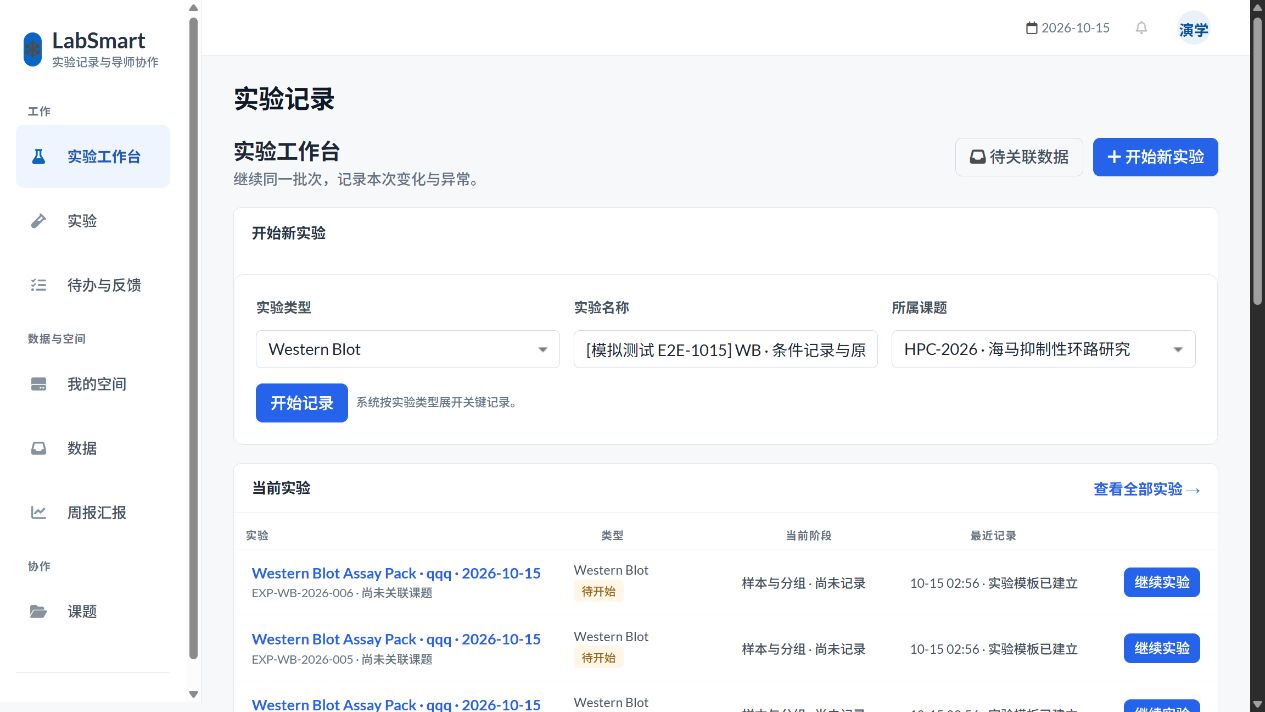 LabSmart
实验记录与导师协作
工作
实验工作台
实验
待办与反馈
数据与空间
我的空间
数据
周报汇报
协作
课题
2026-10-15
演学
实验记录
实验工作台
继续同一批次，记录本次变化与异常。
待关联数据
+ 开始新实验
开始新实验
实验类型 实验名称 所属课题
Western Blot [模拟测试 E2E-1015] WB · 条件记录与原 HPC-2026 · 海马抑制性环路研究
开始记录 系统按实验类型展开关键记录。
当前实验 查看全部实验 →
实验 类型 当前阶段 最近记录
Western Blot Assay Pack · qqq · 2026-10-15
EXP-WB-2026-006 · 尚未关联课题
Western Blot
待开始
样本与分组 · 尚未记录
10-15 02:56 · 实验模板已建立
继续实验
Western Blot Assay Pack · qqq · 2026-10-15
EXP-WB-2026-005 · 尚未关联课题
Western Blot
待开始
样本与分组 · 尚未记录
10-15 02:56 · 实验模板已建立
继续实验
Western Blot Assay Pack · qqq · 2026-10-15
Western Blot